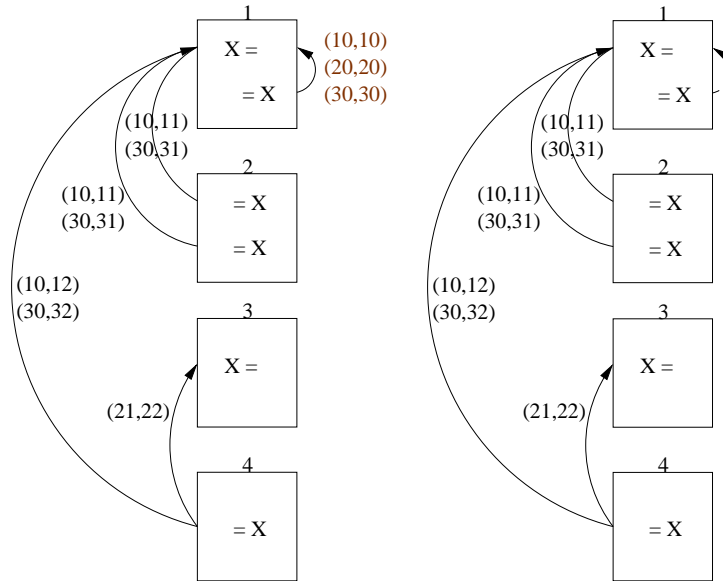 1
X =
= X
(10,10)
(20,20)
(30,30)
(10,11)
(30,31)
2
= X
= X
(10,11)
(30,31)
(10,12)
(30,32)
3
X =
(21,22)
4
= X
1
X =
= X
(10,11)
(30,31)
2
= X
= X
(10,11)
(30,31)
(10,12)
(30,32)
3
X =
(21,22)
4
= X